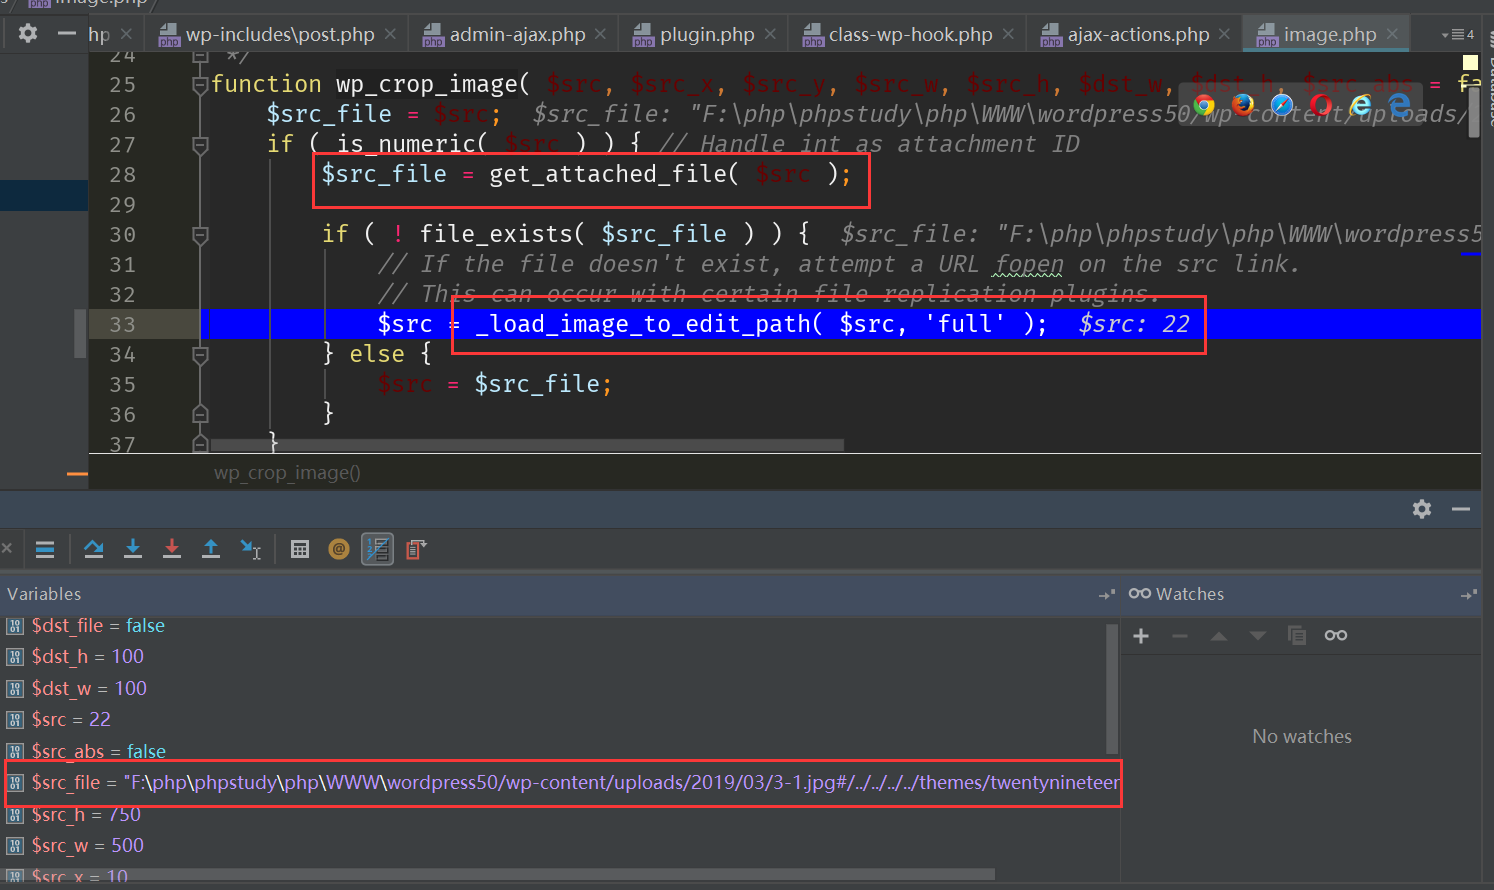 image.php
hp
wp-includes\post.php
admin-ajax.php
plugin.php
class-wp-hook.php
ajax-actions.php
image.php
4
Database
24 */
25 function wp_crop_image( $src, $src_x, $src_y, $src_w, $src_h, $dst_w, $dst_h, $src_abs = fa
26 $src_file = $src; $src_file: "F:\php\phpstudy\php\WWW\wordpress50/wp-content/uploads/
27 if ( is_numeric( $src ) ) { // Handle int as attachment ID
28 $src_file = get_attached_file( $src );
29
30 if ( ! file_exists( $src_file ) ) { $src_file: "F:\php\phpstudy\php\WWW\wordpress5
31 // If the file doesn't exist, attempt a URL fopen on the src link.
32 // This can occur with certain file replication plugins.
33 $src = _load_image_to_edit_path( $src, 'full' ); $src: 22
34 } else {
35 $src = $src_file;
36 }
37 }
wp_crop_image()
Variables
Watches
$dst_file = false
$dst_h = 100
$dst_w = 100
$src = 22
$src_abs = false
$src_file = "F:\php\phpstudy\php\WWW\wordpress50/wp-content/uploads/2019/03/3-1.jpg#/../../../../themes/twentynineteen
$src_h = 750
$src_w = 500
$src_x = 10
No watches